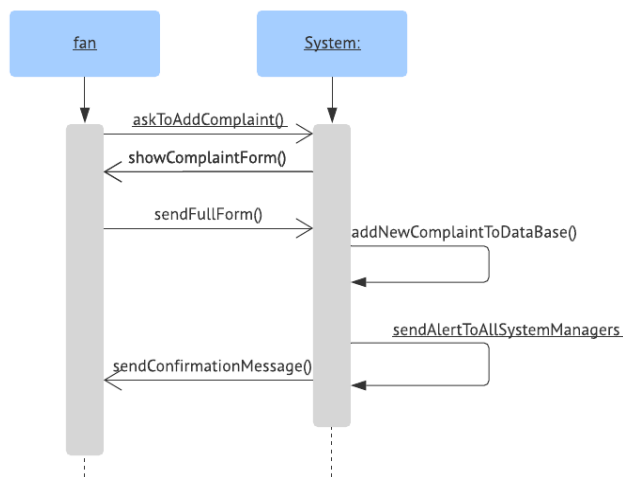 fan
System:
askToAddComplaint()
showComplaintForm()
sendFullForm()
addNewComplaintToDataBase()
sendAlertToAllSystemManagers
sendConfirmationMessage()